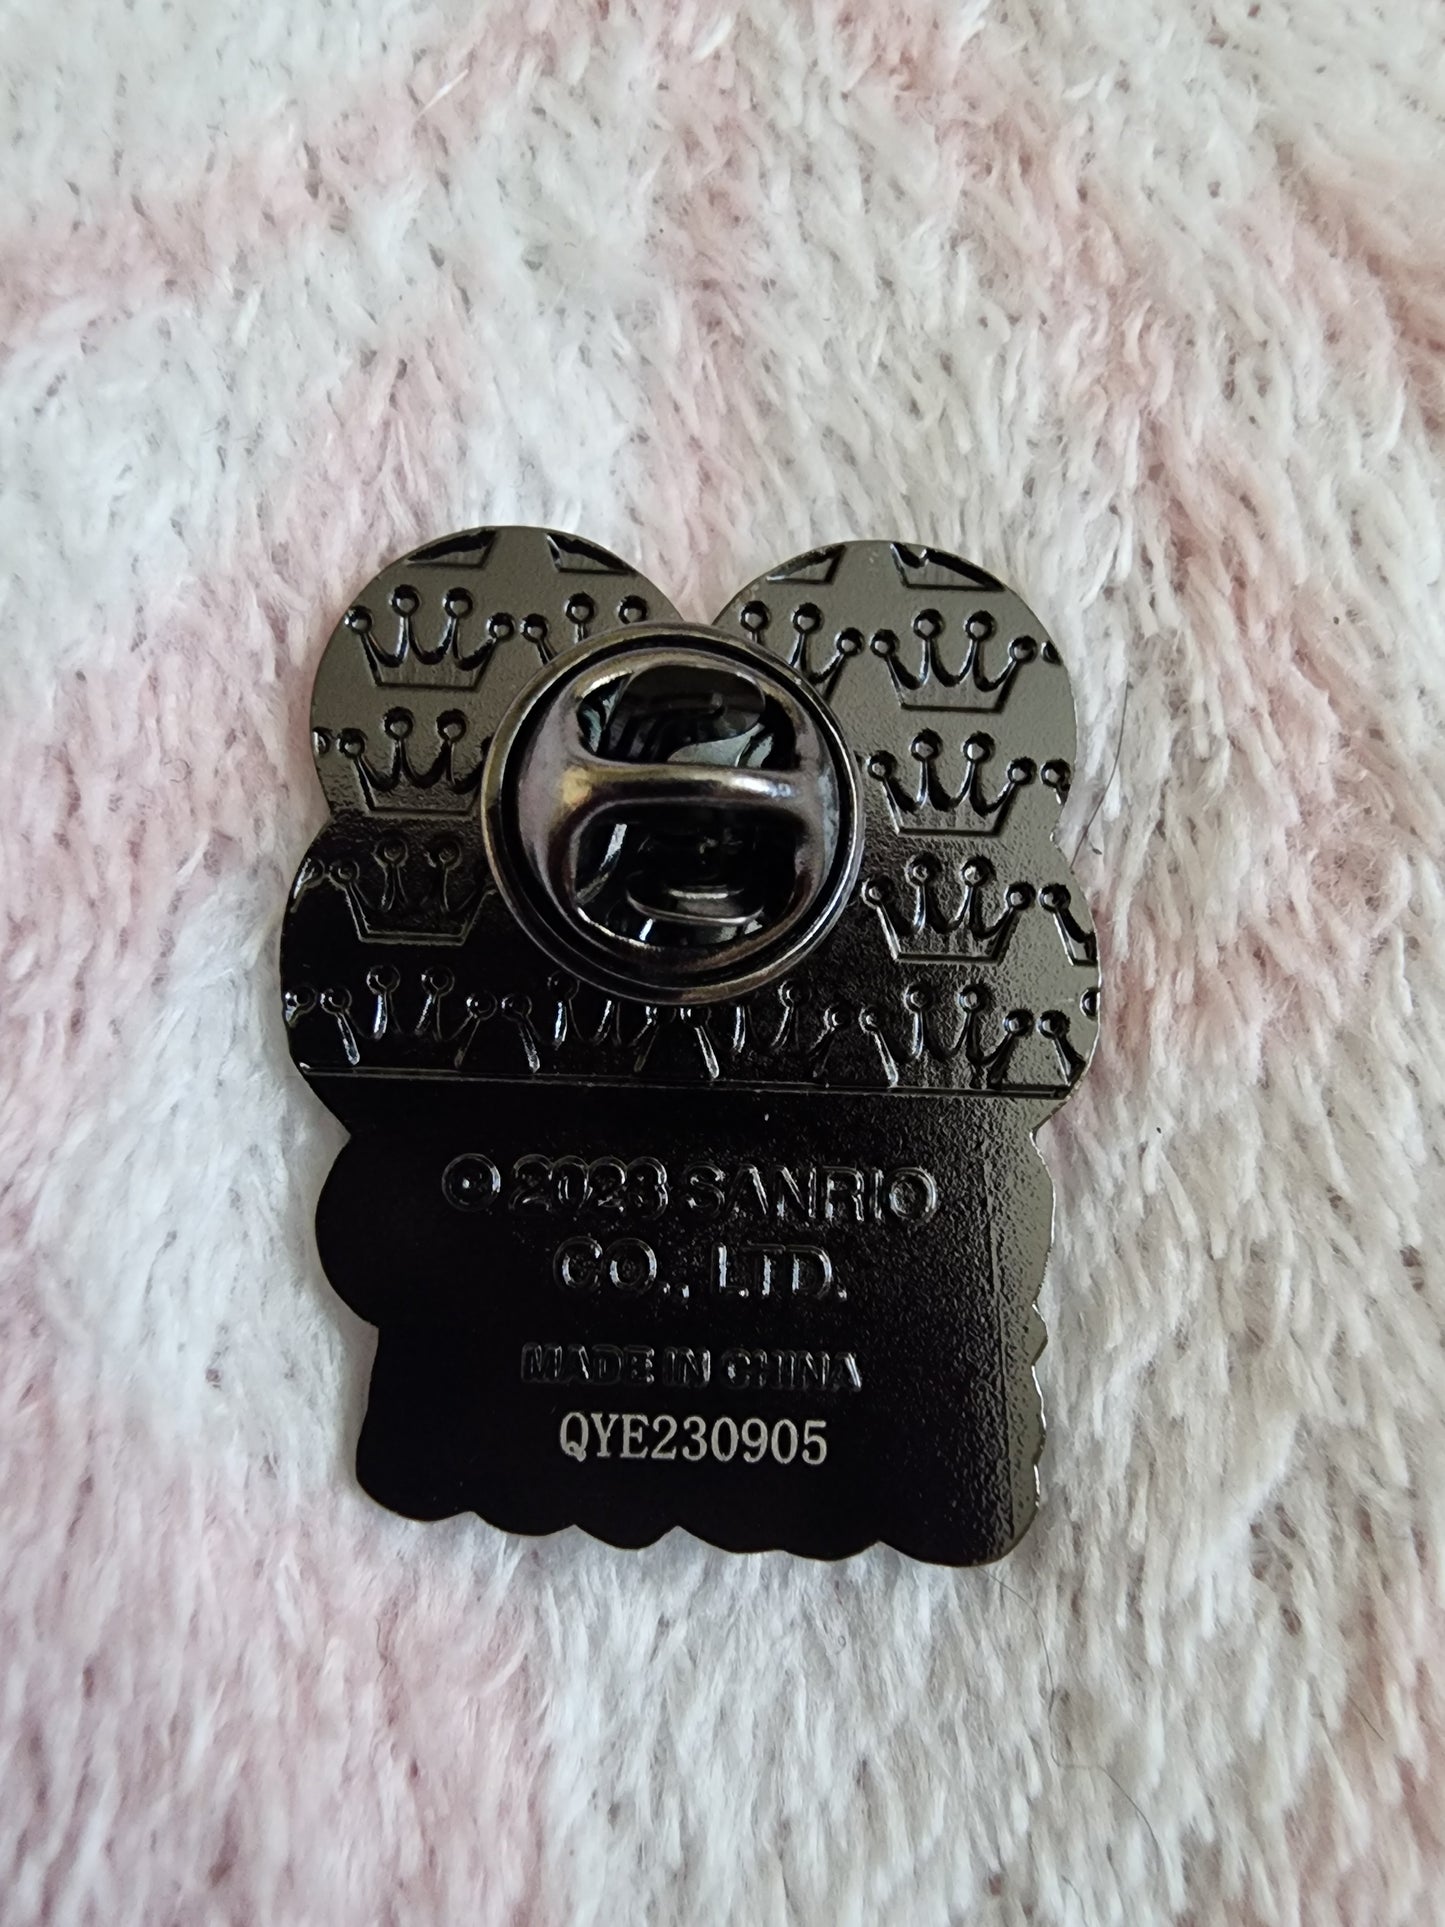 © 2023 SANRIO
CO., LTD.
MADE IN CHINA
QYE230905